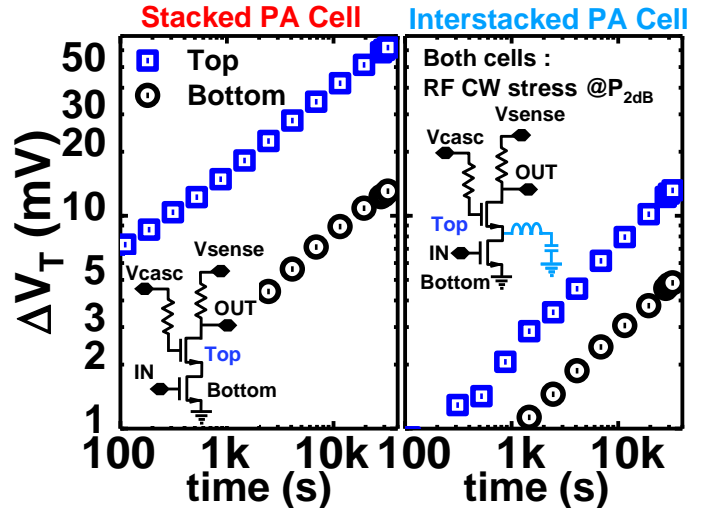 Stacked PA Cell
Interstacked PA Cell
ΔV_T (mV)
50
30
20
10
5
3
2
1
Top
Bottom
Vsense
Vcasc
OUT
Top
IN
Bottom
100
1k
10k
time (s)
Both cells :
RF CW stress @P_2dB
Vsense
Vcasc
OUT
Top
IN
Bottom
100
1k
10k
time (s)